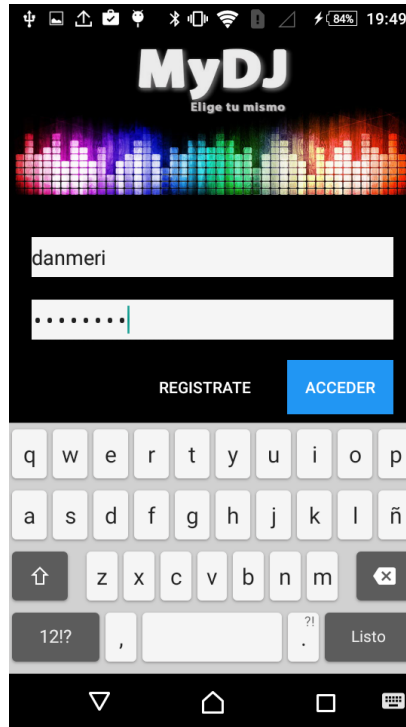 84% 19:49
MyDJ
Elige tu mismo
danmeri
••••••••
REGISTRATE ACCEDER
q w e r t y u i o p
a s d f g h j k l ñ
z x c v b n m
12!? , ?! . Listo